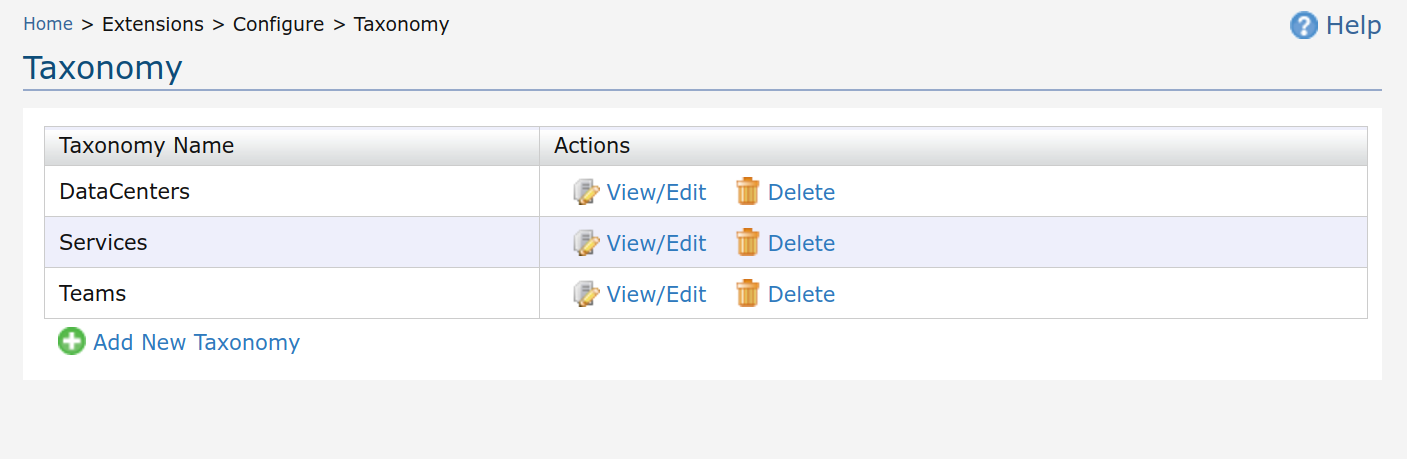 Home > Extensions > Configure > Taxonomy
Help
Taxonomy
Taxonomy Name Actions
DataCenters View/Edit Delete
Services View/Edit Delete
Teams View/Edit Delete
Add New Taxonomy